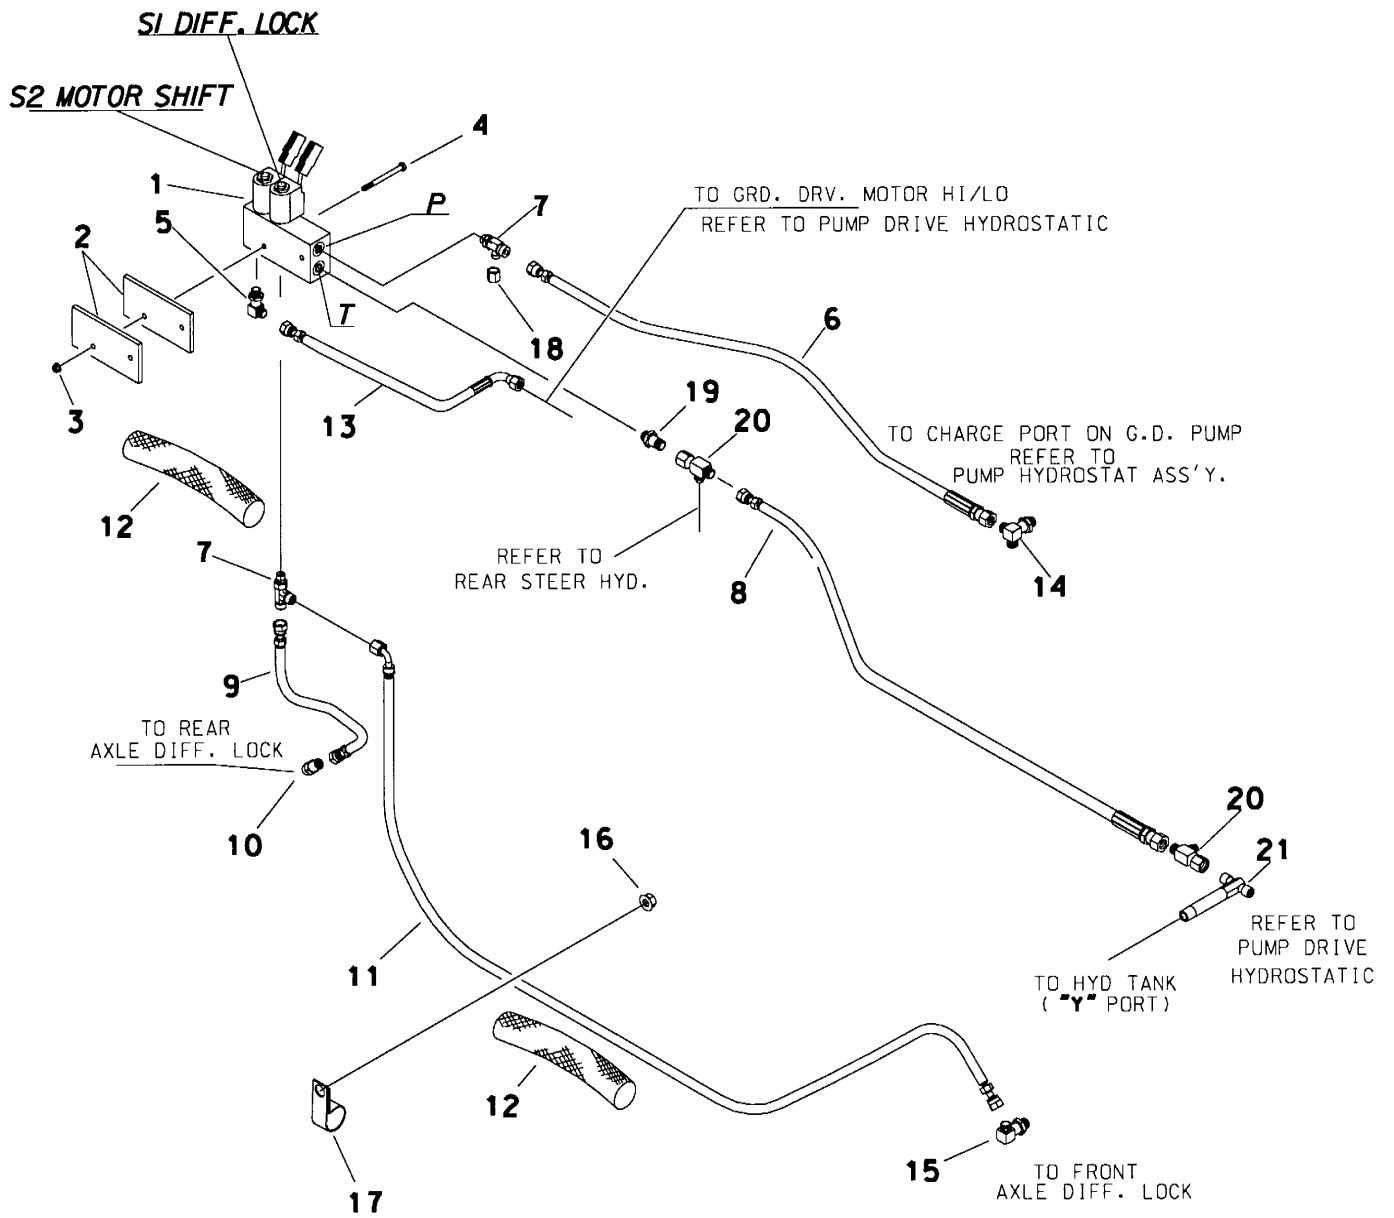 S1 DIFF. LOCK
S2 MOTOR SHIFT
4
1
P
7
TO GRD. DRV. MOTOR HI/LO
REFER TO PUMP DRIVE HYDROSTATIC
5
2
T
18
6
3
13
19
20
TO CHARGE PORT ON G.D. PUMP
REFER TO
PUMP HYDROSTAT ASS'Y.
12
7
REFER TO
REAR STEER HYD.
8
14
9
TO REAR
AXLE DIFF. LOCK
10
16
20
21
11
REFER TO
PUMP DRIVE
HYDROSTATIC
TO HYD TANK
("Y" PORT)
12
15
17
TO FRONT
AXLE DIFF. LOCK